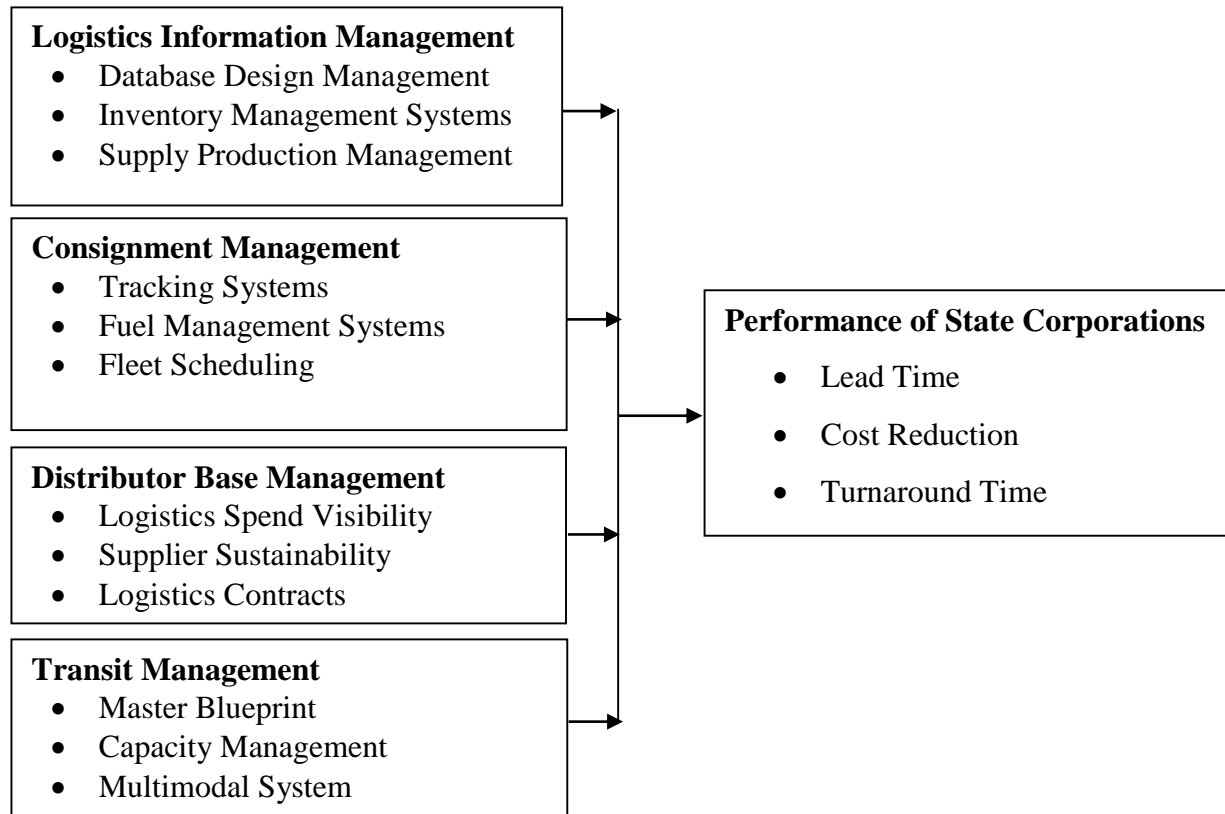 Logistics Information Management
• Database Design Management
• Inventory Management Systems
• Supply Production Management
Consignment Management
• Tracking Systems
• Fuel Management Systems
• Fleet Scheduling
Distributor Base Management
• Logistics Spend Visibility
• Supplier Sustainability
• Logistics Contracts
Transit Management
• Master Blueprint
• Capacity Management
• Multimodal System
Performance of State Corporations
• Lead Time
• Cost Reduction
• Turnaround Time